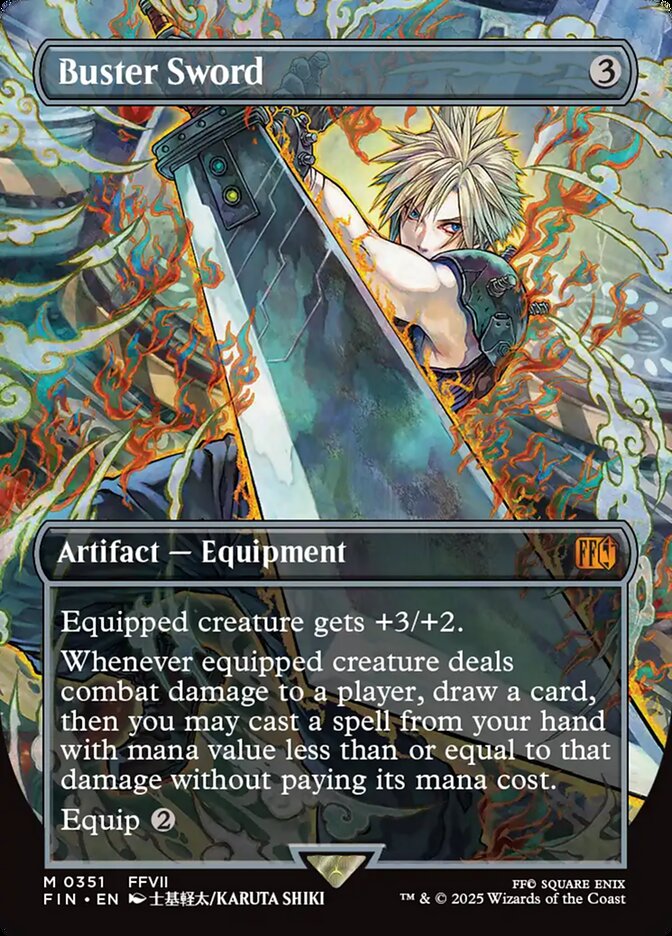 Buster Sword 3
Artifact — Equipment FF
Equipped creature gets +3/+2.
Whenever equipped creature deals
combat damage to a player, draw a card,
then you may cast a spell from your hand
with mana value less than or equal to that
damage without paying its mana cost.
Equip 2
M 0351 FFVII FF© SQUARE ENIX
FIN • EN 士基軽太/KARUTA SHIKI ™ & © 2025 Wizards of the Coast